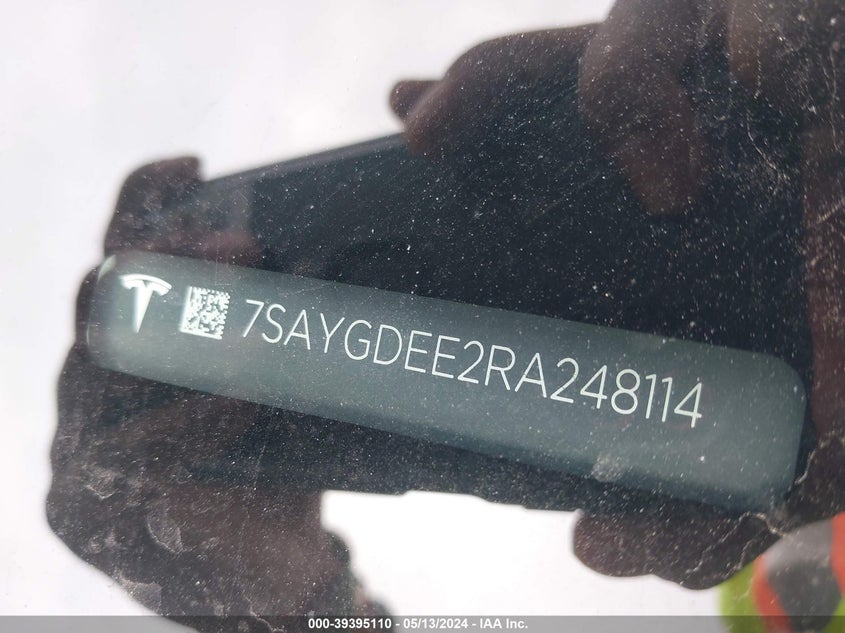 7SAYGDEE2RA248114
000-39395110 - 05/13/2024 - IAA Inc.